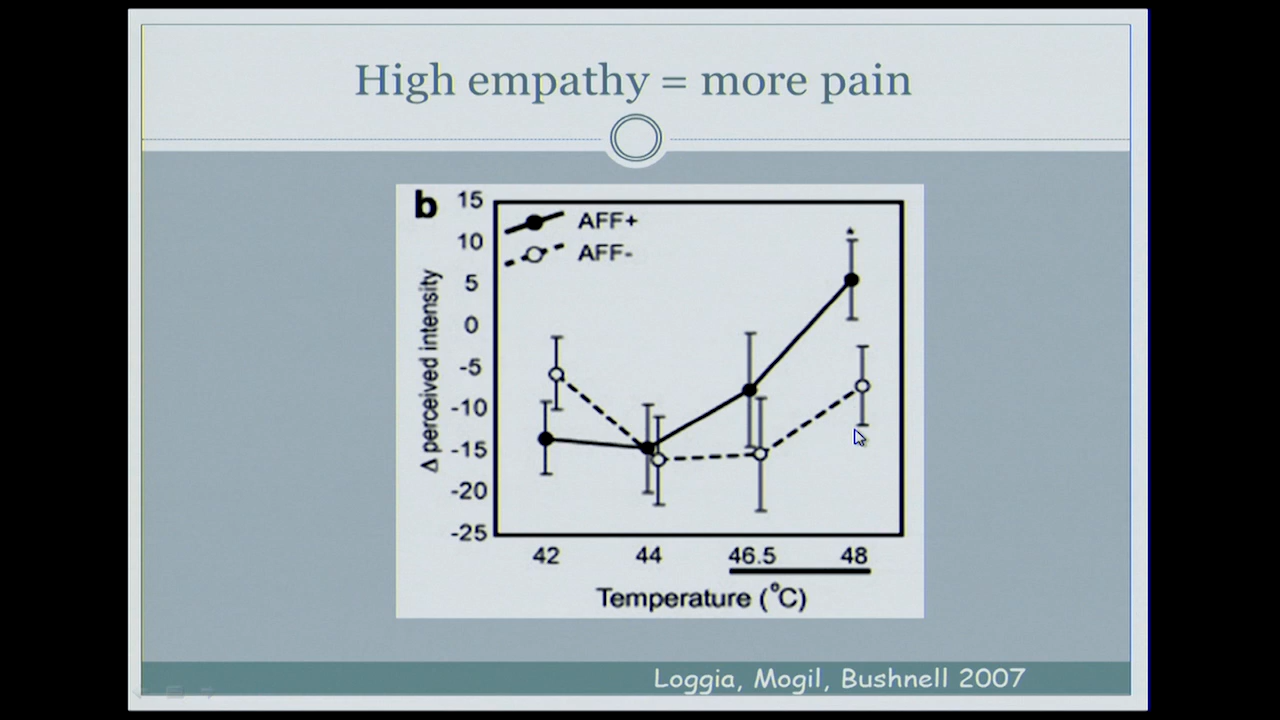 High empathy = more pain
b
15
10
5
0
-5
-10
-15
-20
-25
Δ perceived intensity
AFF+
AFF-
*
42 44 46.5 48
Temperature (°C)
Loggia, Mogil, Bushnell 2007